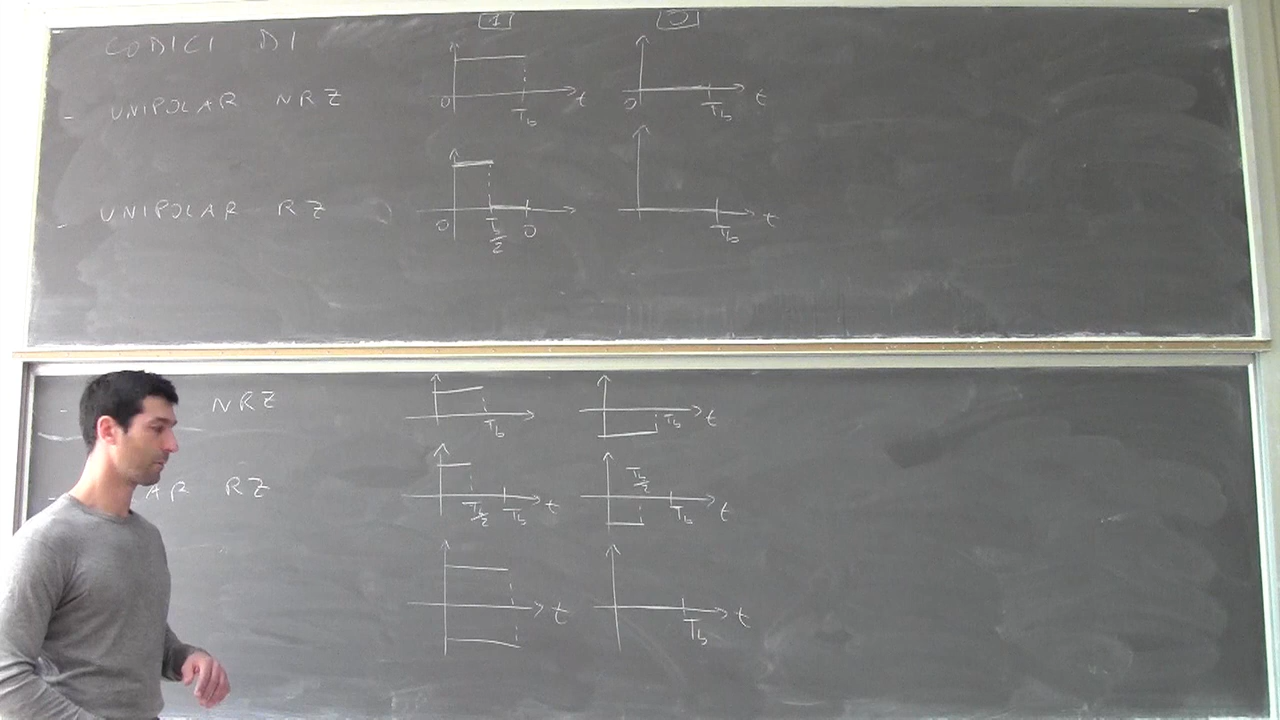 1 0
CODICI DI
- UNIPOLAR NRZ
0 Tb t
0 Tb t
- UNIPOLAR RZ
0 Tb/2 0
Tb t
- NRZ
Tb
Tb t
- AR RZ
Tb/2 Tb t
Tb/2 Tb t
t
Tb t